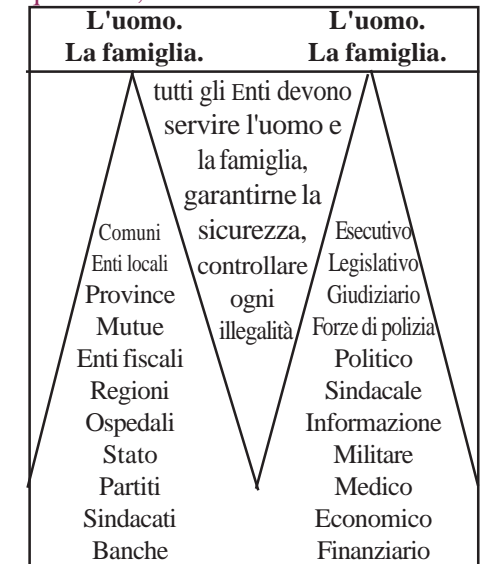 L'uomo.
La famiglia.
L'uomo.
La famiglia.
tutti gli Enti devono
servire l'uomo e
la famiglia,
garantirne la
sicurezza,
controllare
ogni
illegalità
Comuni
Enti locali
Province
Mutue
Enti fiscali
Regioni
Ospedali
Stato
Partiti
Sindacati
Banche
Esecutivo
Legislativo
Giudiziario
Forze di polizia
Politico
Sindacale
Informazione
Militare
Medico
Economico
Finanziario